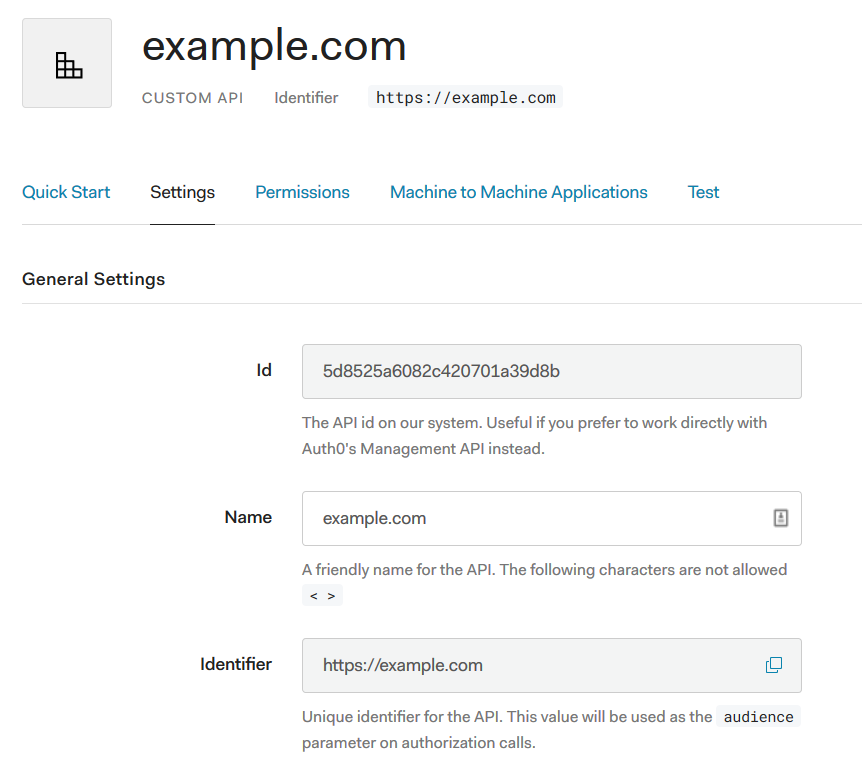 example.com
CUSTOM API Identifier https://example.com
Quick Start Settings Permissions Machine to Machine Applications Test
General Settings
Id 5d8525a6082c420701a39d8b
The API id on our system. Useful if you prefer to work directly with
Auth0's Management API instead.
Name example.com
A friendly name for the API. The following characters are not allowed
< >
Identifier https://example.com
Unique identifier for the API. This value will be used as the audience
parameter on authorization calls.